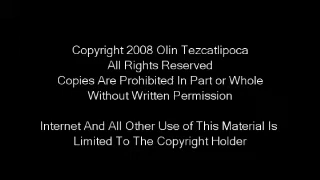 Copyright 2008 Olin Tezcatlipoca
All Rights Reserved
Copies Are Prohibited In Part or Whole
Without Written Permission
Internet And All Other Use of This Material Is
Limited To The Copyright Holder